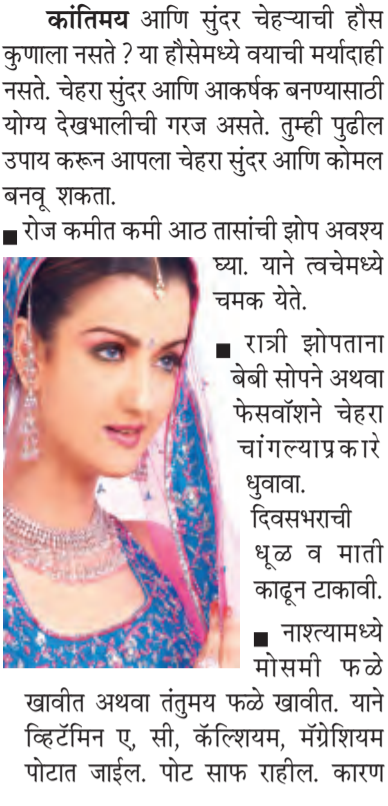 कांतिमय आणि सुंदर चेहऱ्याची हौस
कुणाला नसते ? या हौसेमध्ये वयाची मर्यादाही
नसते. चेहरा सुंदर आणि आकर्षक बनण्यासाठी
योग्य देखभालीची गरज असते. तुम्ही पुढील
उपाय करून आपला चेहरा सुंदर आणि कोमल
बनवू शकता.
■ रोज कमीत कमी आठ तासांची झोप अवश्य
घ्या. याने त्वचेमध्ये
चमक येते.
■ रात्री झोपताना
बेबी सोपने अथवा
फेसवॉशने चेहरा
चांगल्याप्रकारे
धुवावा.
दिवसभराची
धूळ व माती
काढून टाकावी.
■ नाश्त्यामध्ये
मोसमी फळे
खावीत अथवा तंतुमय फळे खावीत. याने
व्हिटॅमिन ए, सी, कॅल्शियम, मॅग्रेशियम
पोटात जाईल. पोट साफ राहील. कारण